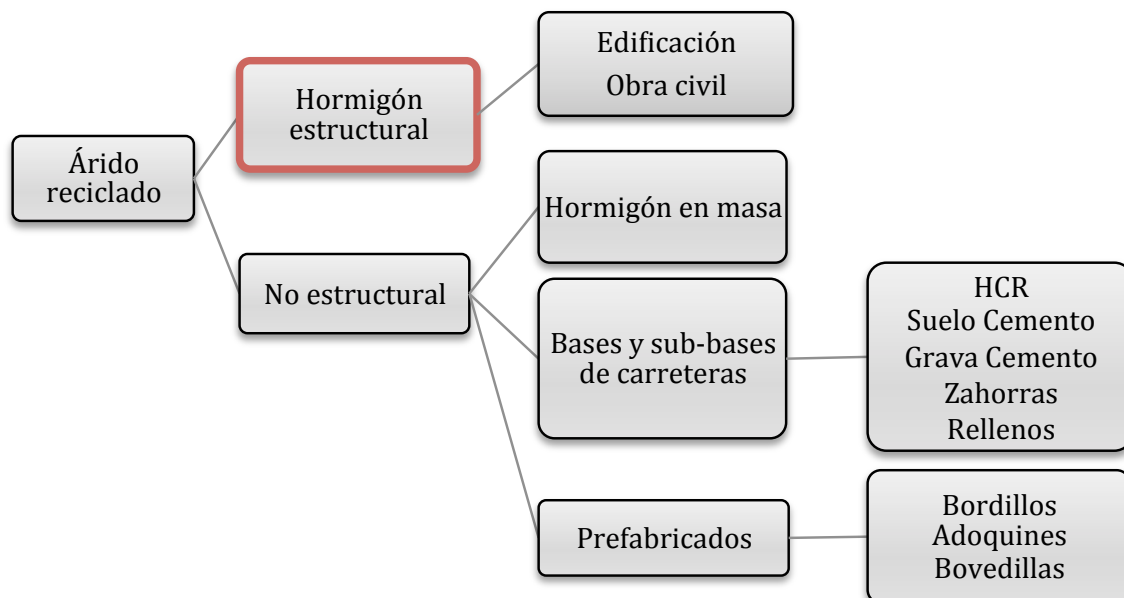 Árido
reciclado
Hormigón
estructural
Edificación
Obra civil
No estructural
Hormigón en masa
Bases y sub-bases
de carreteras
HCR
Suelo Cemento
Grava Cemento
Zahorras
Rellenos
Prefabricados
Bordillos
Adoquines
Bovedillas